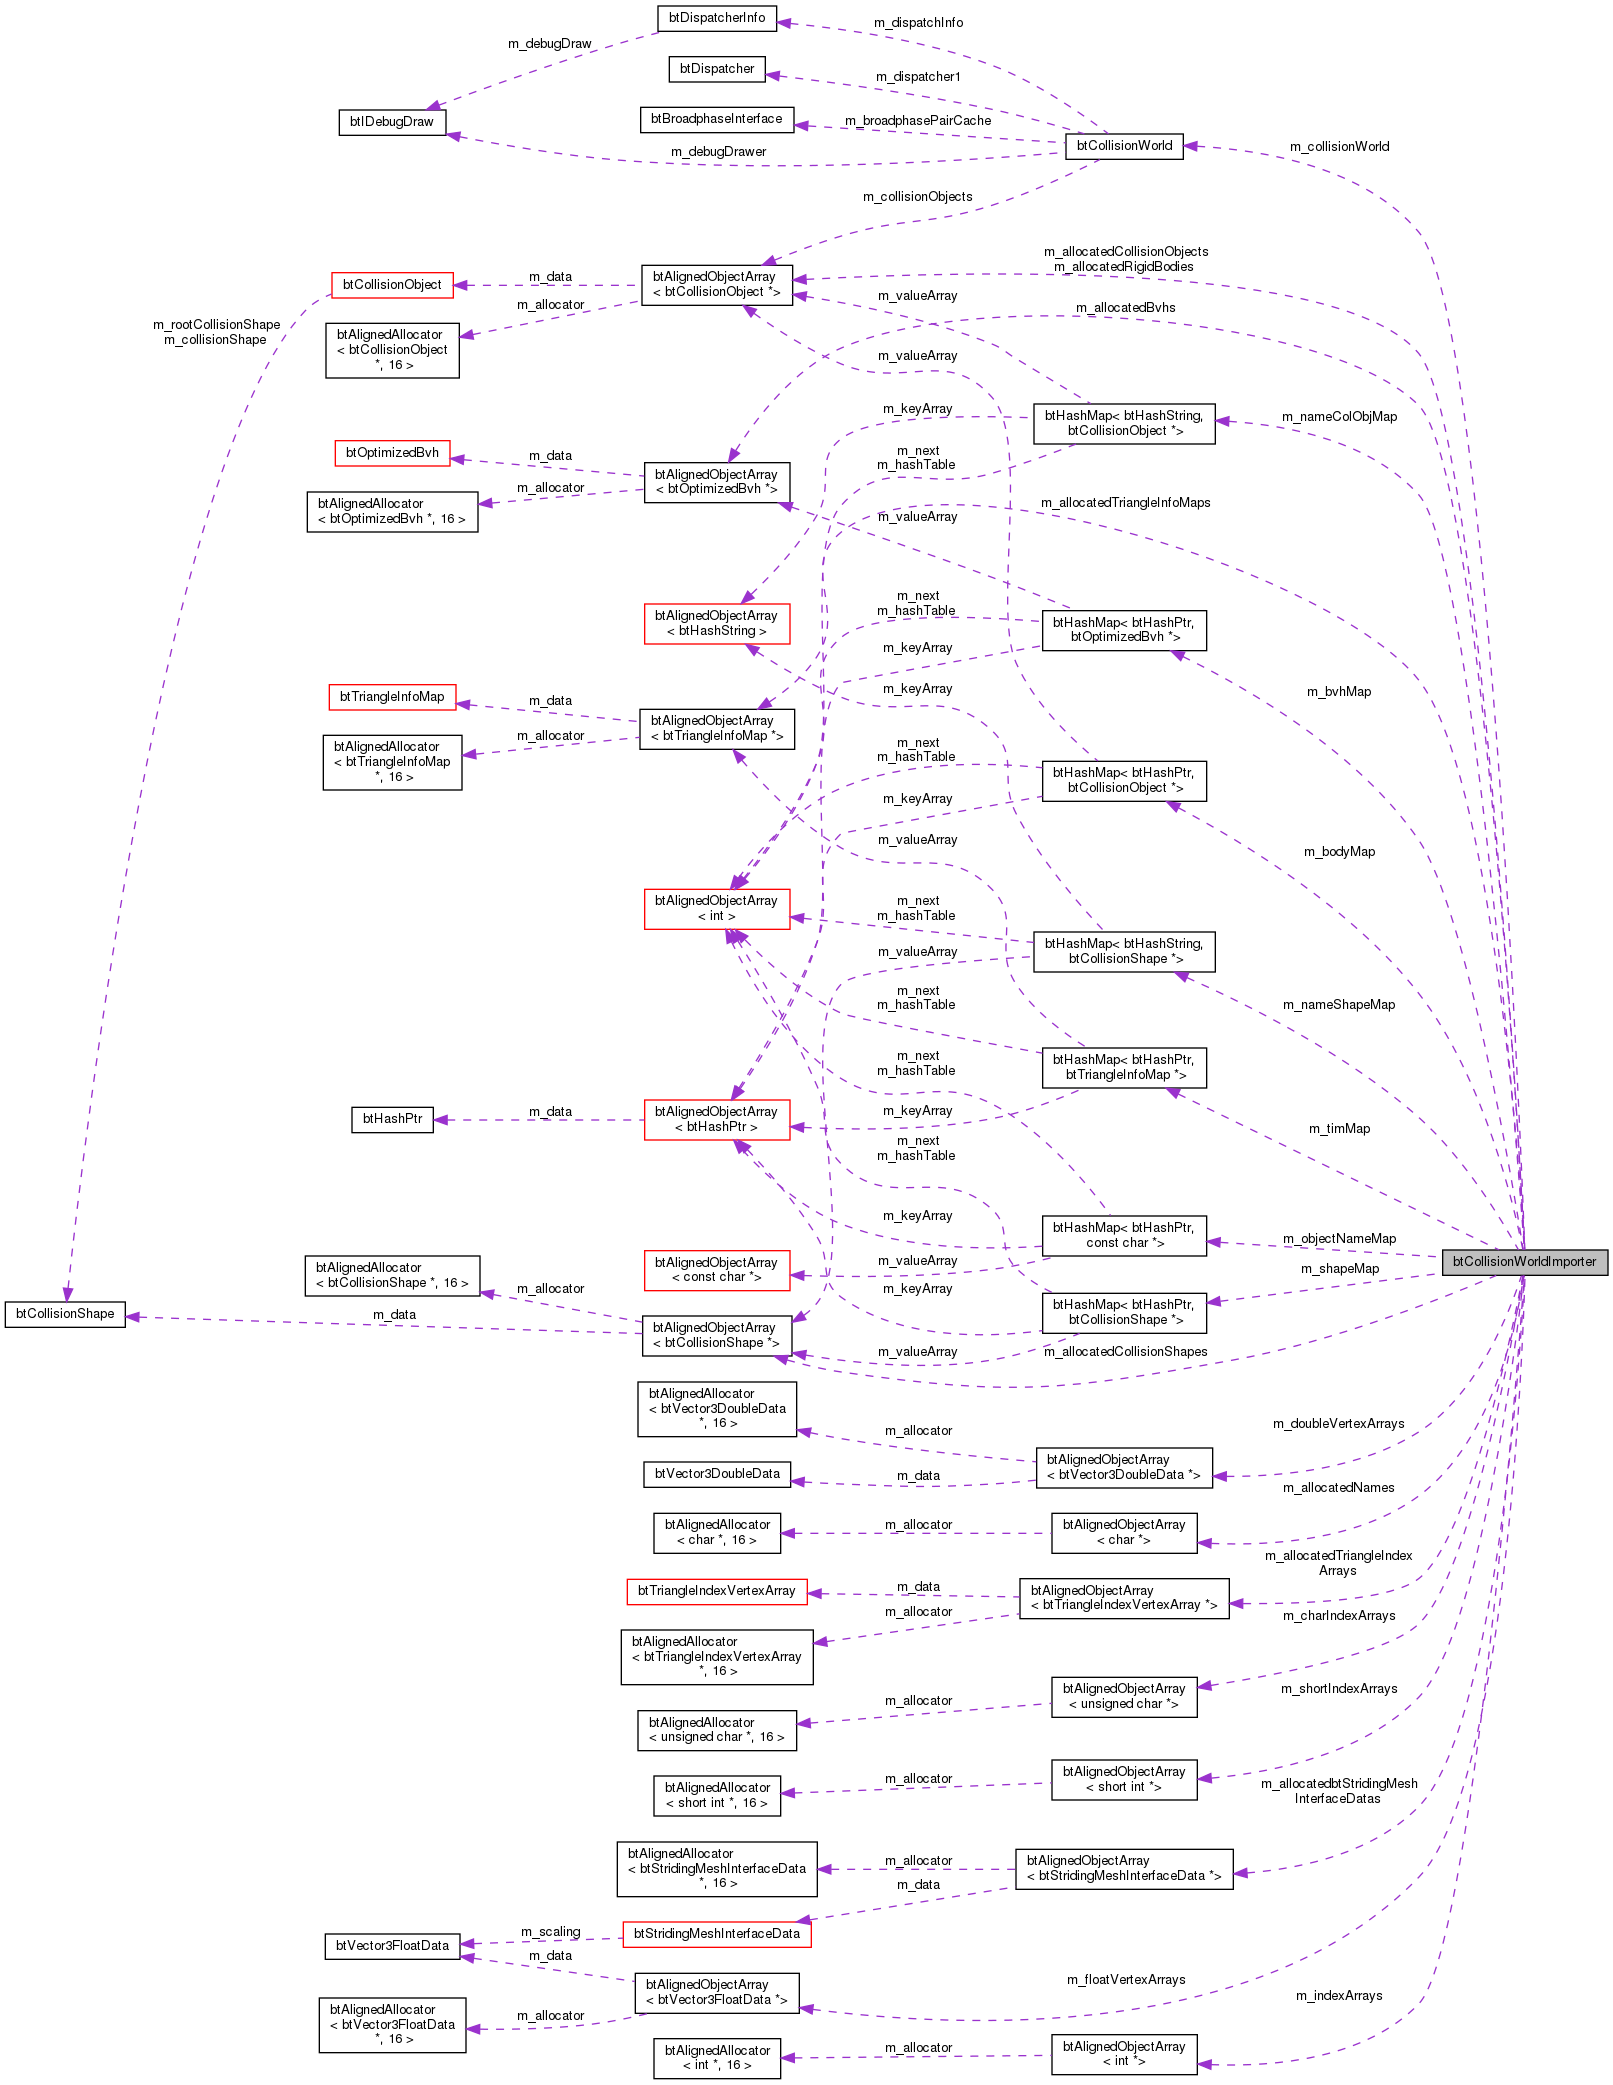 btDispatcherInfo
m_dispatchInfo
m_debugDraw
btDispatcher
m_dispatcher1
btIDebugDraw
btBroadphaseInterface
m_broadphasePairCache
m_debugDrawer
btCollisionWorld
m_collisionWorld
m_collisionObjects
m_allocatedCollisionObjects
m_allocatedRigidBodies
btCollisionObject
m_data
btAlignedObjectArray
< btCollisionObject *>
m_allocator
m_valueArray
m_allocatedBvhs
m_rootCollisionShape
m_collisionShape
btAlignedAllocator
< btCollisionObject
*, 16 >
m_valueArray
m_keyArray
btHashMap< btHashString,
btCollisionObject *>
m_nameColObjMap
btOptimizedBvh
m_data
m_next
m_hashTable
btAlignedObjectArray
< btOptimizedBvh *>
m_allocator
btAlignedAllocator
< btOptimizedBvh *, 16 >
m_valueArray
m_allocatedTriangleInfoMaps
m_next
m_hashTable
btAlignedObjectArray
< btHashString >
btHashMap< btHashPtr,
btOptimizedBvh *>
m_keyArray
m_keyArray
m_bvhMap
btTriangleInfoMap
m_data
btAlignedObjectArray
< btTriangleInfoMap *>
m_allocator
btAlignedAllocator
< btTriangleInfoMap
*, 16 >
m_next
m_hashTable
btHashMap< btHashPtr,
btCollisionObject *>
m_keyArray
m_valueArray
m_bodyMap
btAlignedObjectArray
< int >
m_next
m_hashTable
btHashMap< btHashString,
btCollisionShape *>
m_valueArray
m_nameShapeMap
m_next
m_hashTable
m_next
m_hashTable
btHashMap< btHashPtr,
btTriangleInfoMap *>
btHashPtr
m_data
btAlignedObjectArray
< btHashPtr >
m_keyArray
m_timMap
m_next
m_hashTable
m_keyArray
btHashMap< btHashPtr,
const char *>
m_objectNameMap
btCollisionWorldImporter
btAlignedObjectArray
< const char *>
m_valueArray
m_shapeMap
btAlignedAllocator
< btCollisionShape *, 16 >
m_allocator
m_keyArray
btHashMap< btHashPtr,
btCollisionShape *>
btCollisionShape
m_data
btAlignedObjectArray
< btCollisionShape *>
m_valueArray
m_allocatedCollisionShapes
btAlignedAllocator
< btVector3DoubleData
*, 16 >
m_allocator
m_doubleVertexArrays
btVector3DoubleData
m_data
btAlignedObjectArray
< btVector3DoubleData *>
m_allocatedNames
btAlignedAllocator
< char *, 16 >
m_allocator
btAlignedObjectArray
< char *>
m_allocatedTriangleIndex
Arrays
btTriangleIndexVertexArray
m_data
btAlignedObjectArray
< btTriangleIndexVertexArray *>
m_allocator
m_charIndexArrays
btAlignedAllocator
< btTriangleIndexVertexArray
*, 16 >
m_shortIndexArrays
btAlignedAllocator
< unsigned char *, 16 >
m_allocator
btAlignedObjectArray
< unsigned char *>
btAlignedAllocator
< short int *, 16 >
m_allocator
btAlignedObjectArray
< short int *>
m_allocatedbtStridingMesh
InterfaceDatas
btAlignedAllocator
< btStridingMeshInterfaceData
*, 16 >
m_allocator
m_data
btAlignedObjectArray
< btStridingMeshInterfaceData *>
btVector3FloatData
m_scaling
btStridingMeshInterfaceData
m_data
btAlignedObjectArray
< btVector3FloatData *>
m_floatVertexArrays
m_indexArrays
btAlignedAllocator
< btVector3FloatData
*, 16 >
m_allocator
btAlignedAllocator
< int *, 16 >
m_allocator
btAlignedObjectArray
< int *>